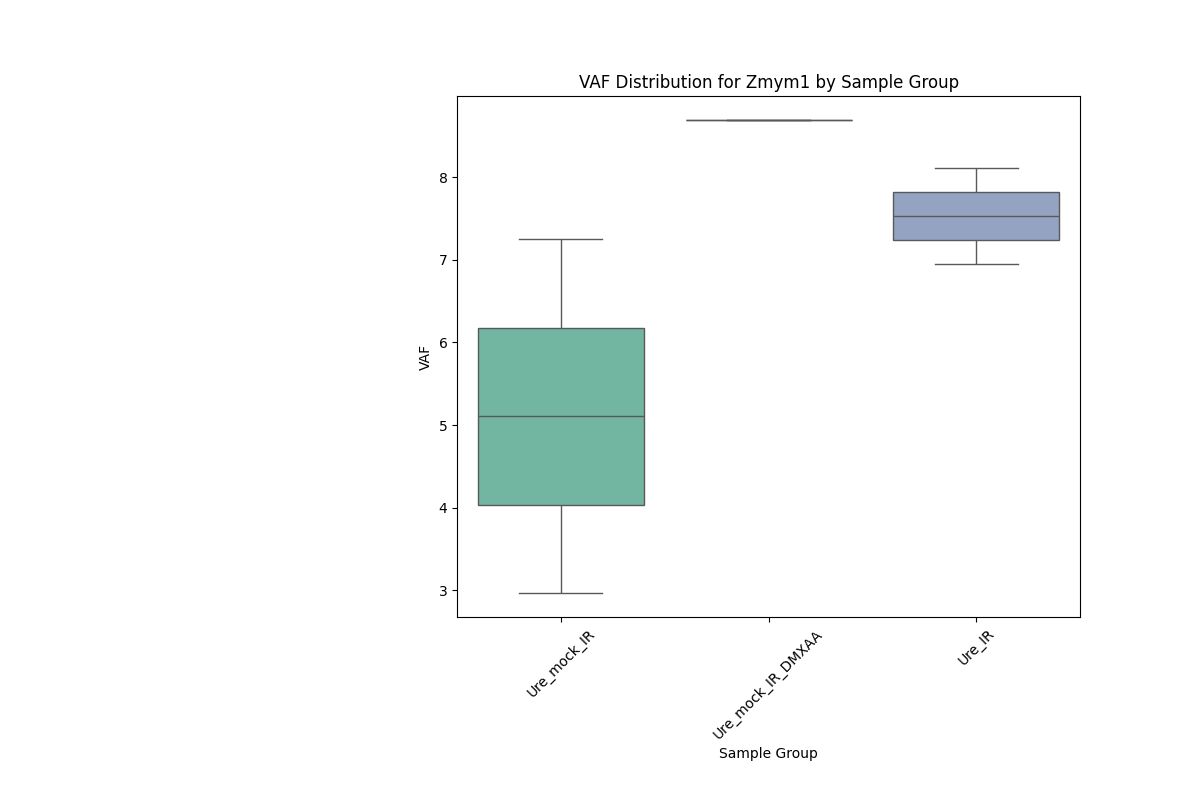 VAF Distribution for Zmym1 by Sample Group
VAF
8
7
6
5
4
3
Ure_mock_IR
Ure_mock_IR_DMXAA
Ure_IR
Sample Group